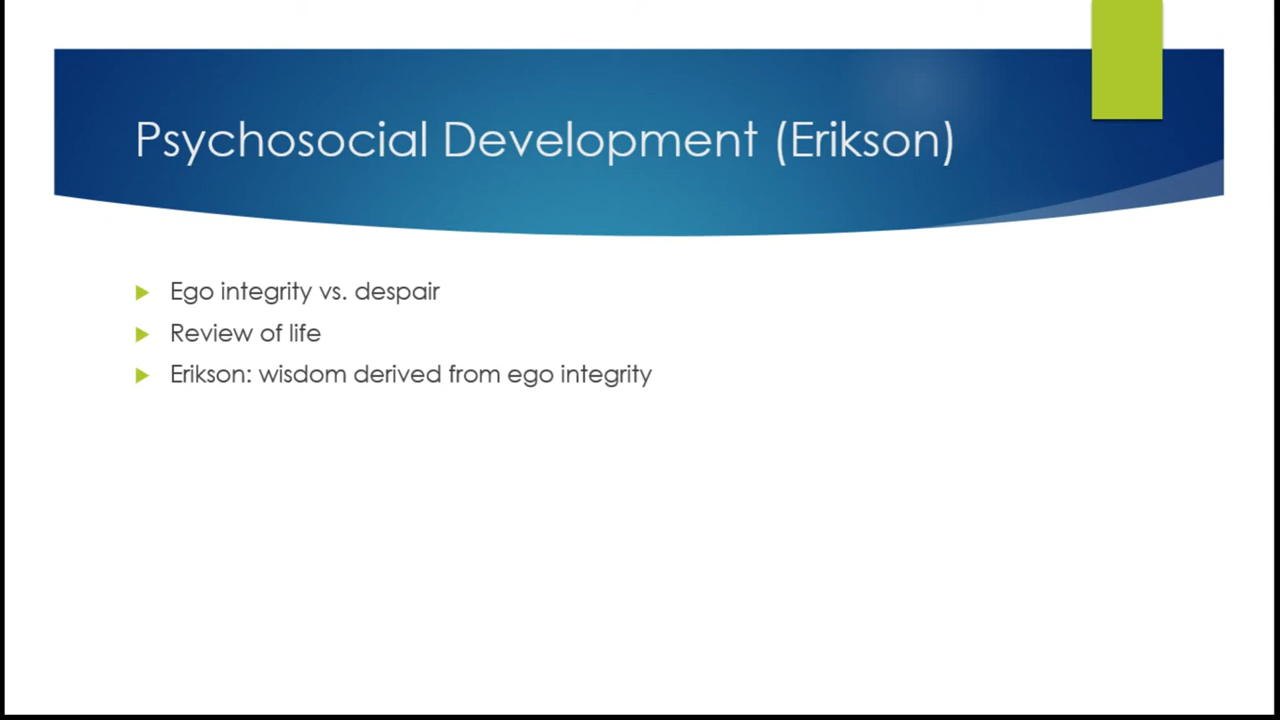 Psychosocial Development (Erikson)
Ego integrity vs. despair
Review of life
Erikson: wisdom derived from ego integrity